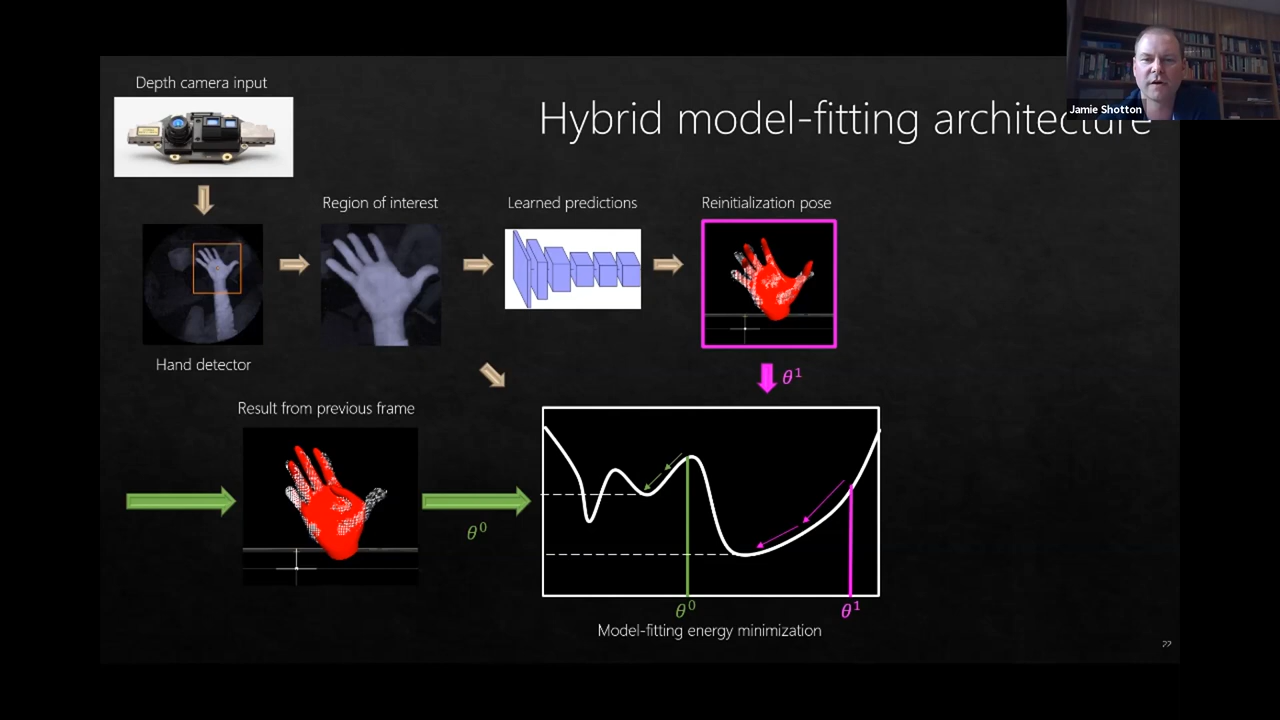 Depth camera input
Hybrid model-fitting architecture
Jamie Shotton
Region of interest
Learned predictions
Reinitialization pose
Hand detector
θ¹
Result from previous frame
θ⁰
θ⁰
θ¹
Model-fitting energy minimization
22